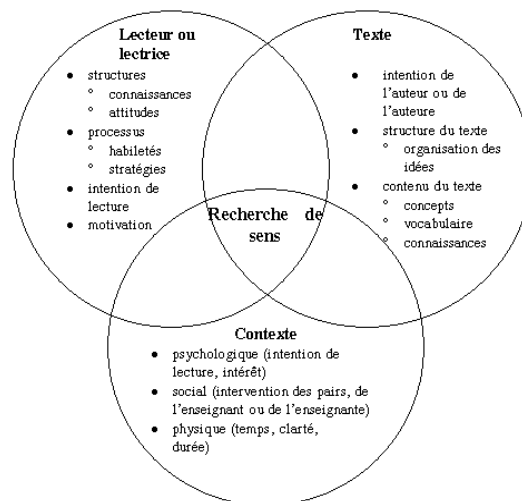 Lecteur ou
lectrice
• structures
° connaissances
° attitudes
• processus
° habiletés
° stratégies
• intention de
lecture
• motivation
Texte
• intention de
l'auteur ou de
l'auteure
• structure du texte
° organisation des
idées
• contenu du texte
° concepts
° vocabulaire
° connaissances
Recherche de
sens
Contexte
• psychologique (intention de
lecture, intérêt)
• social (intervention des pairs, de
l'enseignant ou de l'enseignante)
• physique (temps, clarté,
durée)